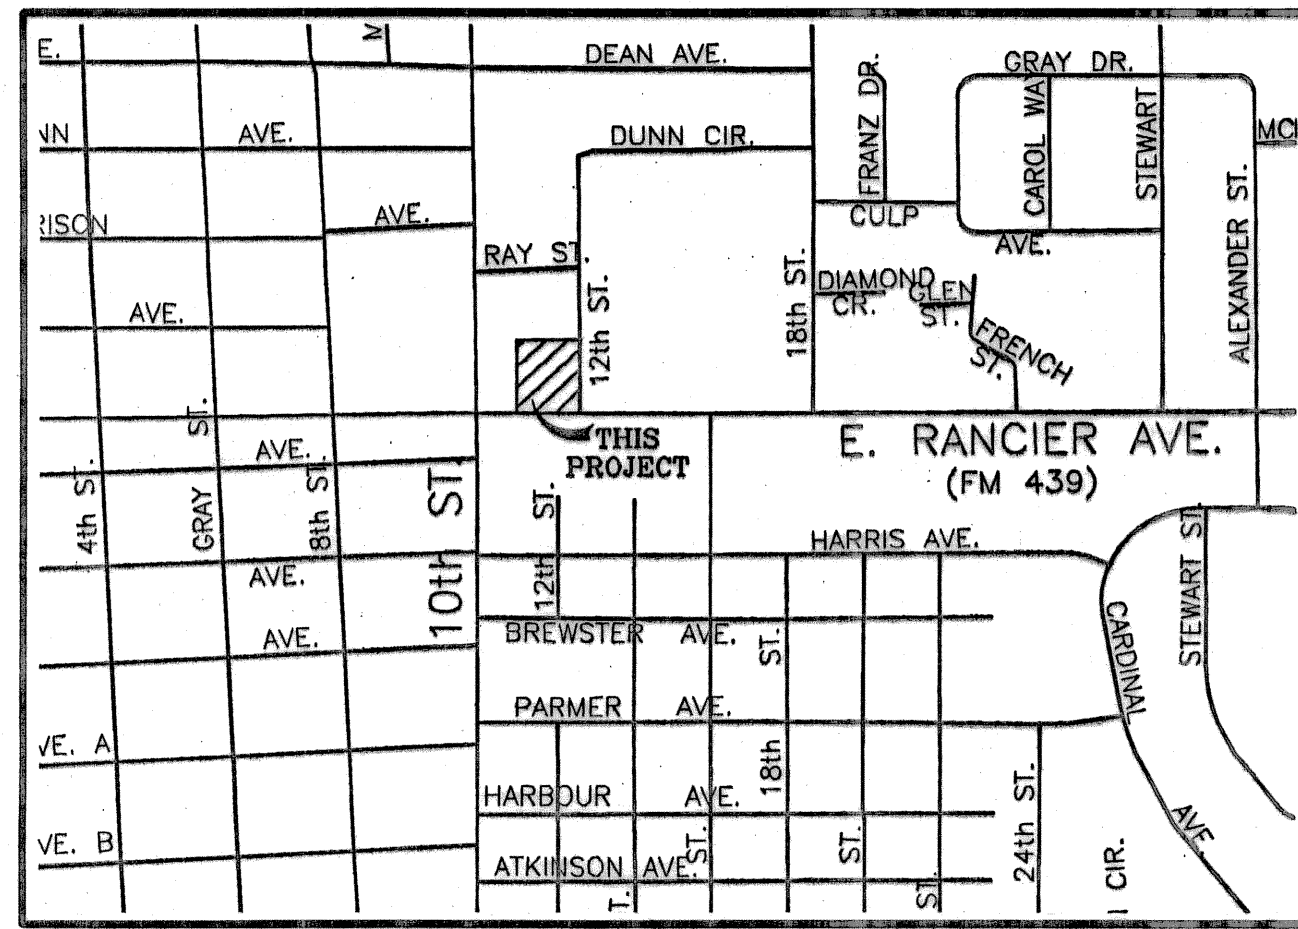 E.
M
DEAN AVE.
GRAY DR.
FRANZ DR.
CAROL WAY
STEWART
NN
AVE.
DUNN CIR.
MC
RISON
AVE.
CULP
AVE.
ALEXANDER ST.
RAY ST.
12th ST.
18th ST.
DIAMOND
CR.
GLEN
ST.
FRENCH
ST.
AVE.
GRAY ST.
THIS
PROJECT
E. RANCIER AVE.
(FM 439)
AVE.
4th ST.
8th ST.
10th ST.
12th ST.
HARRIS AVE.
STEWART ST.
AVE.
BREWSTER AVE.
AVE.
CARDINAL AVE
PARMER AVE.
18th ST.
VE. A
HARBOUR AVE.
24th ST.
VE. B
ATKINSON AVE.
ST.
ST.
ST.
T.
CIR.